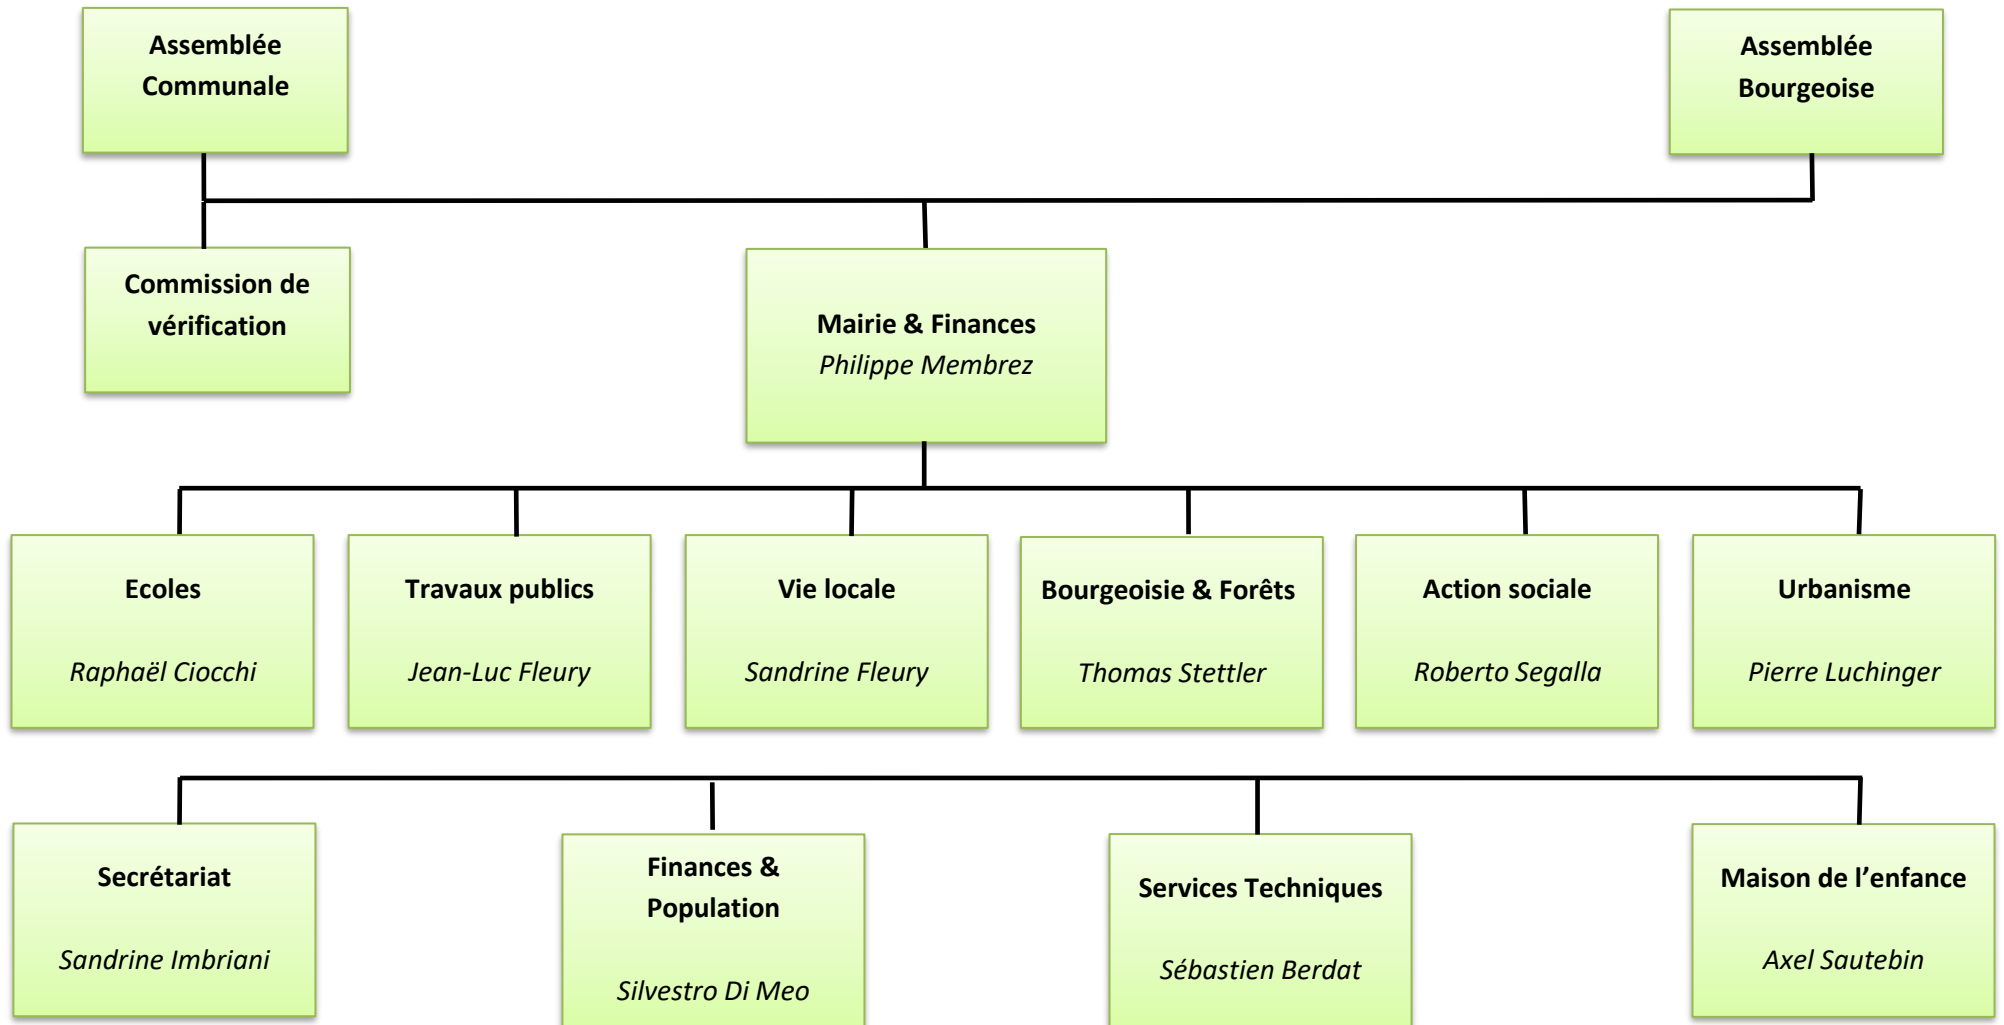 Assemblée
Communale
Assemblée
Bourgeoise
Commission de
vérification
Mairie & Finances
Philippe Membrez
Ecoles
Raphaël Ciocchi
Travaux publics
Jean-Luc Fleury
Vie locale
Sandrine Fleury
Bourgeoisie & Forêts
Thomas Stettler
Action sociale
Roberto Segalla
Urbanisme
Pierre Luchinger
Secrétariat
Sandrine Imbriani
Finances &
Population
Silvestro Di Meo
Services Techniques
Sébastien Berdat
Maison de l’enfance
Axel Sautebin